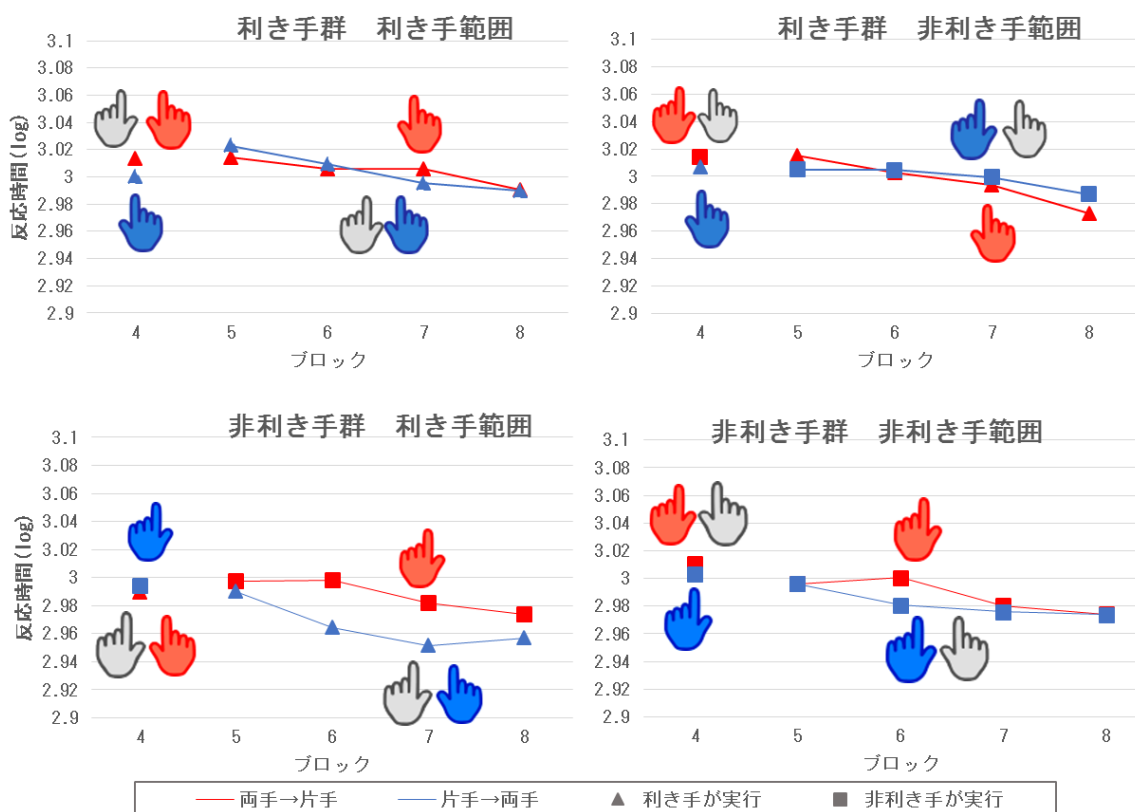 利き手群　利き手範囲
反応時間(log)
3.1
3.08
3.06
3.04
3.02
3
2.98
2.96
2.94
2.92
2.9
4 5 6 7 8
ブロック
利き手群　非利き手範囲
3.1
3.08
3.06
3.04
3.02
3
2.98
2.96
2.94
2.92
2.9
4 5 6 7 8
ブロック
非利き手群　利き手範囲
反応時間(log)
3.1
3.08
3.06
3.04
3.02
3
2.98
2.96
2.94
2.92
2.9
4 5 6 7 8
ブロック
非利き手群　非利き手範囲
3.1
3.08
3.06
3.04
3.02
3
2.98
2.96
2.94
2.92
2.9
4 5 6 7 8
ブロック
両手→片手 片手→両手 利き手が実行 非利き手が実行